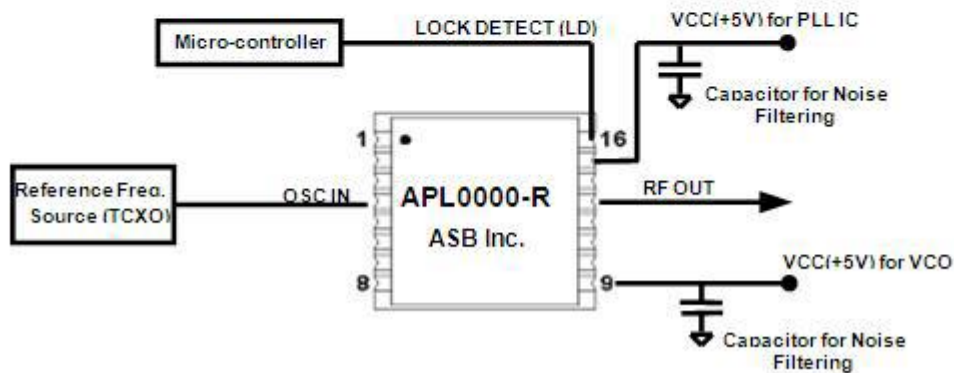 LOCK DETECT (LD)
VCC(+5V) for PLL IC
Micro-controller
Capacitor for Noise
Filtering
1
16
Reference Freq.
Source (TCXO)
OSC IN
APL0000-R
ASB Inc.
RF OUT
8
9
VCC(+5V) for VCO
Capacitor for Noise
Filtering